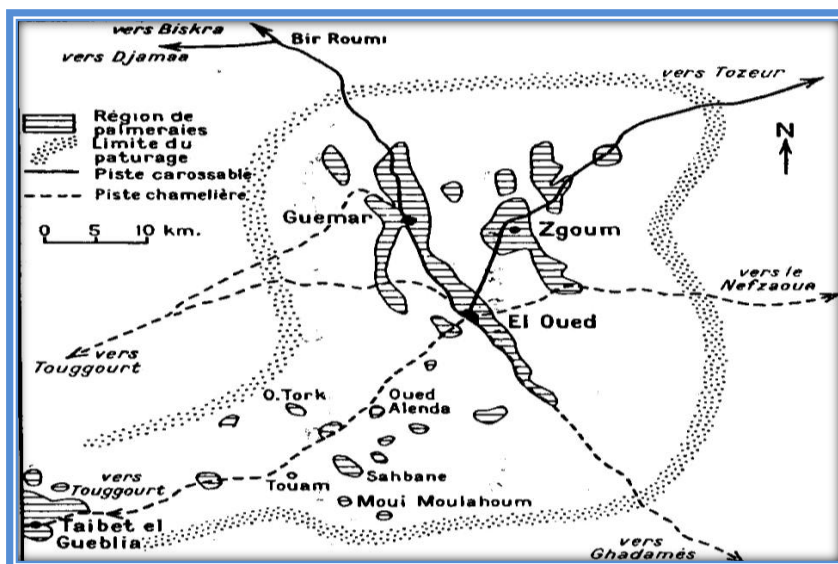 vers Biskra
Bir Roumi
vers Djamaa
vers Tozeur
Région de
palmeraies
Limite du
paturage
Piste carossable
Piste chamelière
0 5 10 km.
N
Guemar
Zgoum
vers le
Nefzaoua
El Oued
vers
Touggourt
O.Tork
Oued
Alenda
vers
Touggourt
Touam
Sahbane
Moui Moulahoum
Taibet el
Gueblia
vers
Ghadamés